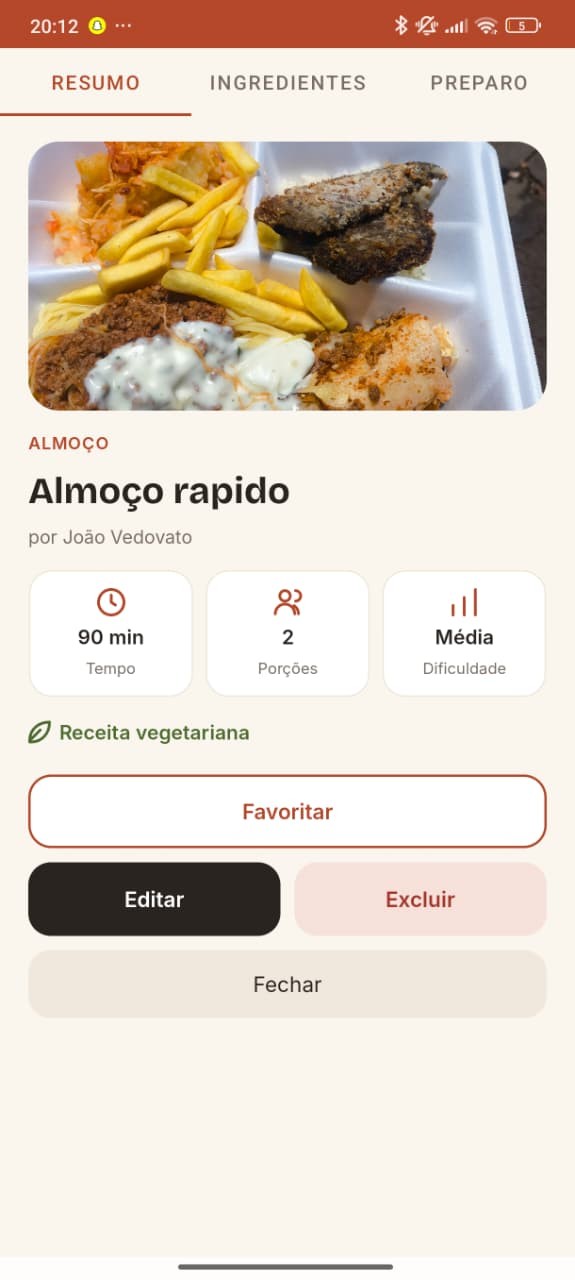 20:12 ... 5
RESUMO INGREDIENTES PREPARO
ALMOÇO
Almoço rapido
por João Vedovato
90 min
Tempo
2
Porções
Média
Dificuldade
Receita vegetariana
Favoritar
Editar Excluir
Fechar